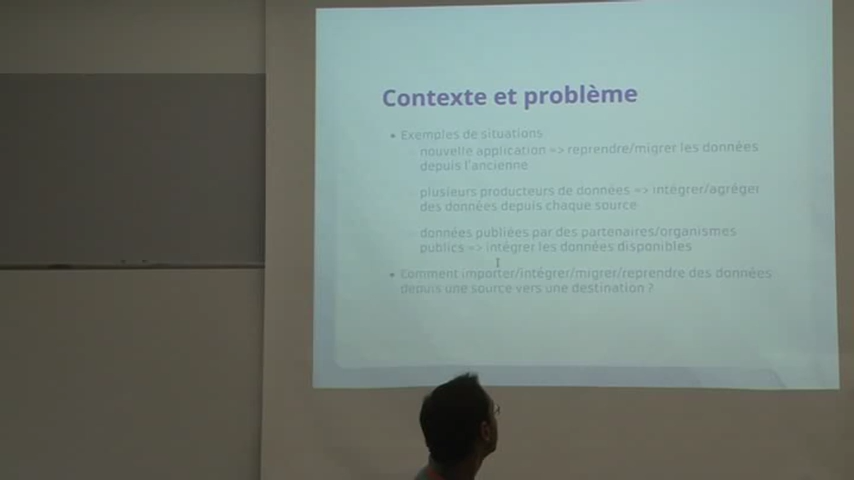 Contexte et problème
• Exemples de situations
nouvelle application => reprendre/migrer les données
depuis l'ancienne
plusieurs producteurs de données => intégrer/agréger
des données depuis chaque source
données publiées par des partenaires/organismes
publics => intégrer les données disponibles
• Comment importer/intégrer/migrer/reprendre des données
depuis une source vers une destination ?